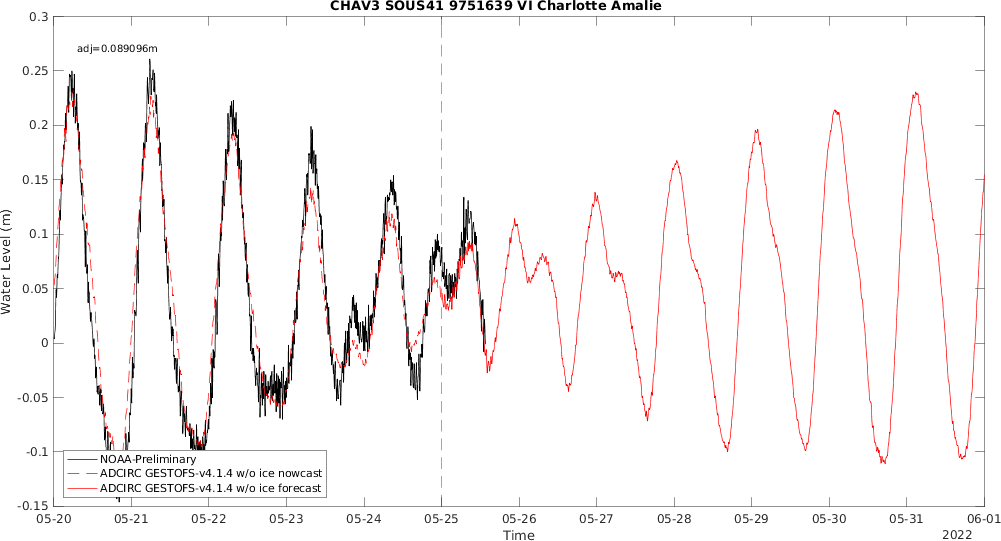 CHAV3 SOUS41 9751639 VI Charlotte Amalie
adj=0.089096m
Water Level (m)
0.3
0.25
0.2
0.15
0.1
0.05
0
-0.05
-0.1
-0.15
NOAA-Preliminary
ADCIRC GESTOFS-v4.1.4 w/o ice nowcast
ADCIRC GESTOFS-v4.1.4 w/o ice forecast
05-20 05-21 05-22 05-23 05-24 05-25 05-26 05-27 05-28 05-29 05-30 05-31 06-01
Time
2022